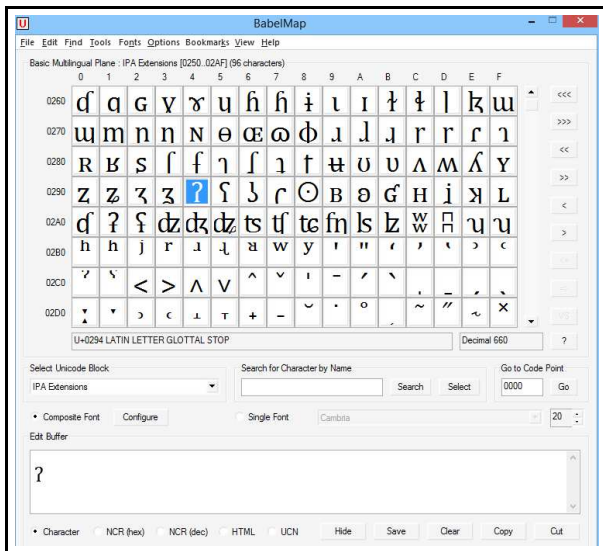 U BabelMap
File Edit Find Tools Fonts Options Bookmarks View Help
Basic Multilingual Plane : IPA Extensions [0250..02AF] (96 characters)
0 1 2 3 4 5 6 7 8 9 A B C D E F
0260 ɠ ɡ ɢ ɣ ɤ ɥ ɦ ɧ ɨ ɩ ɪ ɫ ɬ ɭ ɮ ɯ <<<
0270 ɰ ɱ ɲ ɳ ɴ ɵ ɶ ɷ ɸ ɹ ɺ ɻ ɼ ɽ ɾ ɿ >>>
0280 ʀ ʁ ʂ ʃ ʄ ʅ ʆ ʇ ʈ ʉ ʊ ʋ ʌ ʍ ʎ ʏ <<
0290 ʐ ʑ ʒ ʓ ʔ ʕ ʖ ʗ ʘ ʙ ʚ ʛ ʜ ʝ ʞ ʟ >>
02A0 ʠ ʡ ʢ ʣ ʤ ʥ ʦ ʧ ʨ ʩ ʪ ʫ ʬ ʭ ʮ ʯ < >
02B0 ʰ ʱ ʲ ʳ ʴ ʵ ʶ ʷ ʸ ʹ ʺ ʻ ʼ ʽ ʾ ʿ
02C0 ˀ ˁ ˂ ˃ ˄ ˅ ˆ ˇ ˈ ˉ ˊ ˋ ˌ ˍ ˎ ˏ
02D0 ː ˑ ˒ ˓ ˔ ˕ ˖ ˗ ˘ ˙ ˚ ˛ ˜ ˝ ˞ ˟
U+0294 LATIN LETTER GLOTTAL STOP Decimal 660 ?
Select Unicode Block Search for Character by Name Go to Code Point
IPA Extensions Search Select 0000 Go
Composite Font Configure Single Font Cambria 20
Edit Buffer
ʔ
Character NCR (hex) NCR (dec) HTML UCN Hide Save Clear Copy Cut